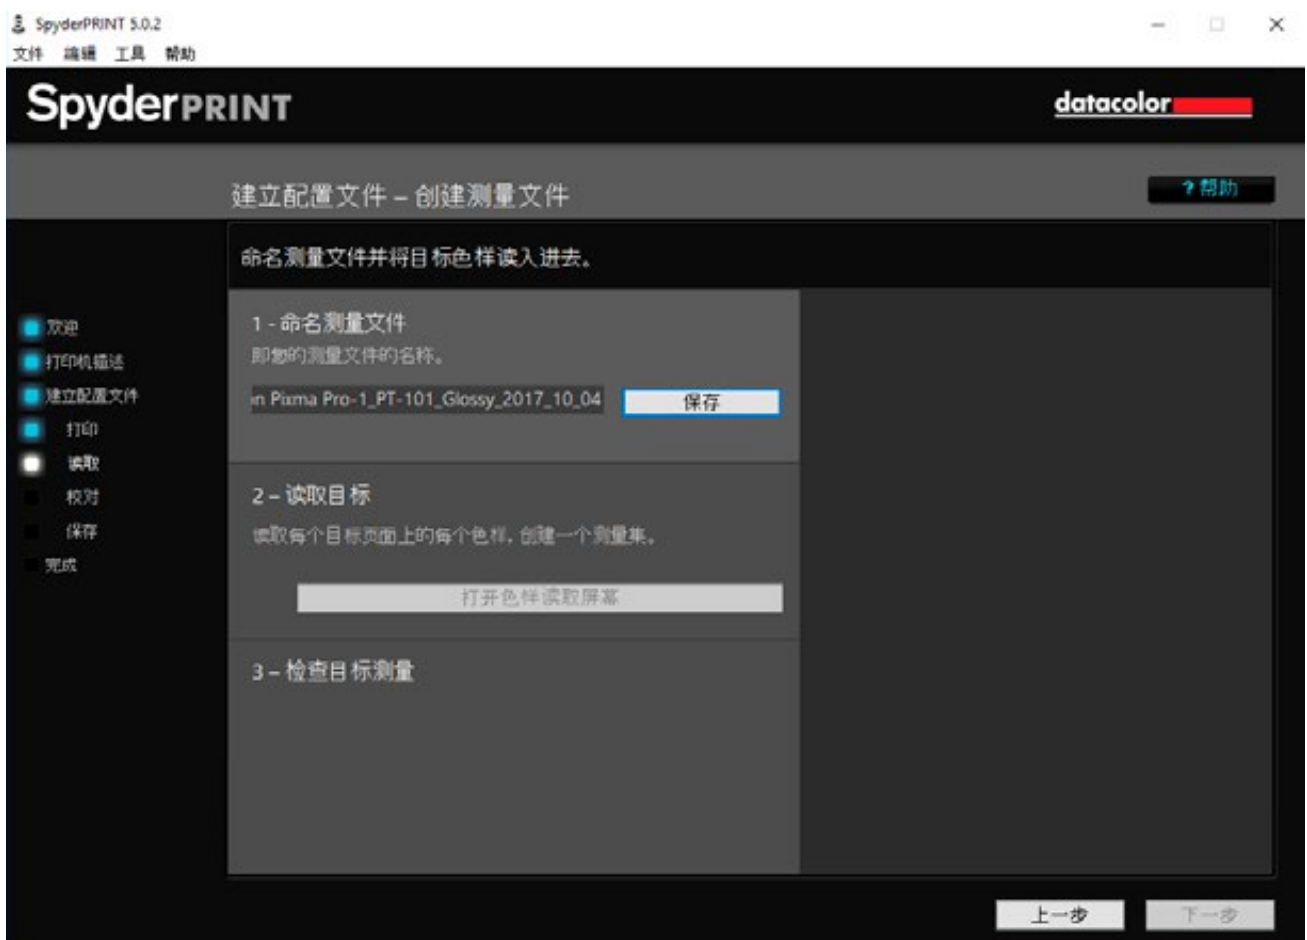 SpyderPRINT 5.0.2
文件 编辑 工具 帮助
SpyderPRINT
datacolor
建立配置文件 – 创建测量文件
? 帮助
命名测量文件并将目标色样读入进去。
欢迎
打印机描述
建立配置文件
打印
读取
校对
保存
完成
1 - 命名测量文件
即您的测量文件的名称。
n Pixma Pro-1_PT-101_Glossy_2017_10_04
保存
2 – 读取目标
读取每个目标页面上的每个色样，创建一个测量集。
打开色样读取屏幕
3 – 检查目标测量
上一步
下一步